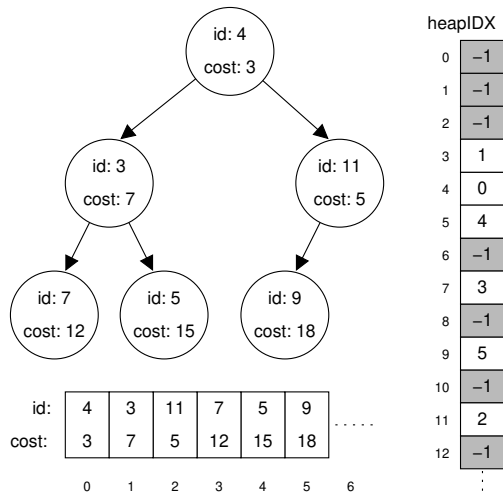 id: 4
cost: 3
id: 3
cost: 7
id: 11
cost: 5
id: 7
cost: 12
id: 5
cost: 15
id: 9
cost: 18
id: 4 3 11 7 5 9
cost: 3 7 5 12 15 18
.....
0 1 2 3 4 5 6
heapIDX
0 −1
1 −1
2 −1
3 1
4 0
5 4
6 −1
7 3
8 −1
9 5
10 −1
11 2
12 −1